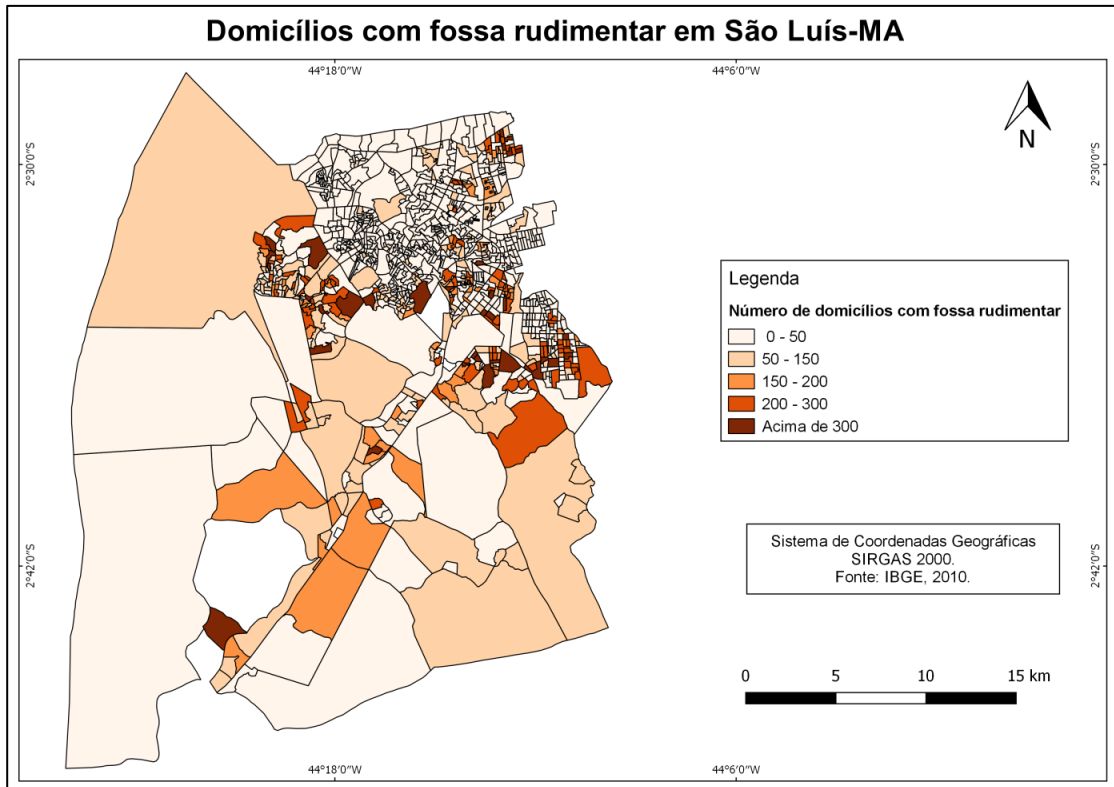 Domicílios com fossa rudimentar em São Luís-MA
44°18'0"W
44°6'0"W
2°30'0"S
2°30'0"S
N
Legenda
Número de domicílios com fossa rudimentar
0 - 50
50 - 150
150 - 200
200 - 300
Acima de 300
Sistema de Coordenadas Geográficas
SIRGAS 2000.
Fonte: IBGE, 2010.
2°42'0"S
2°42'0"S
0 5 10 15 km
44°18'0"W
44°6'0"W